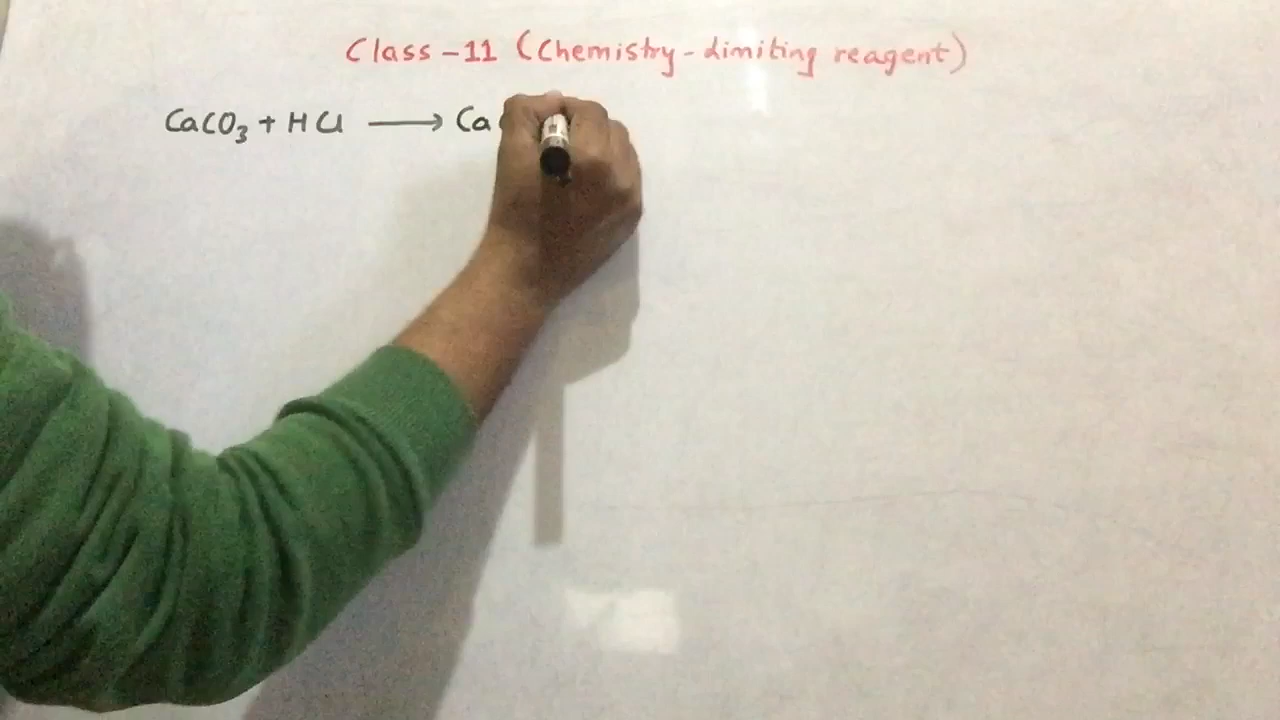 Class-11 (Chemistry-Limiting reagent)
CaCO₃ + HCl ⟶ Ca